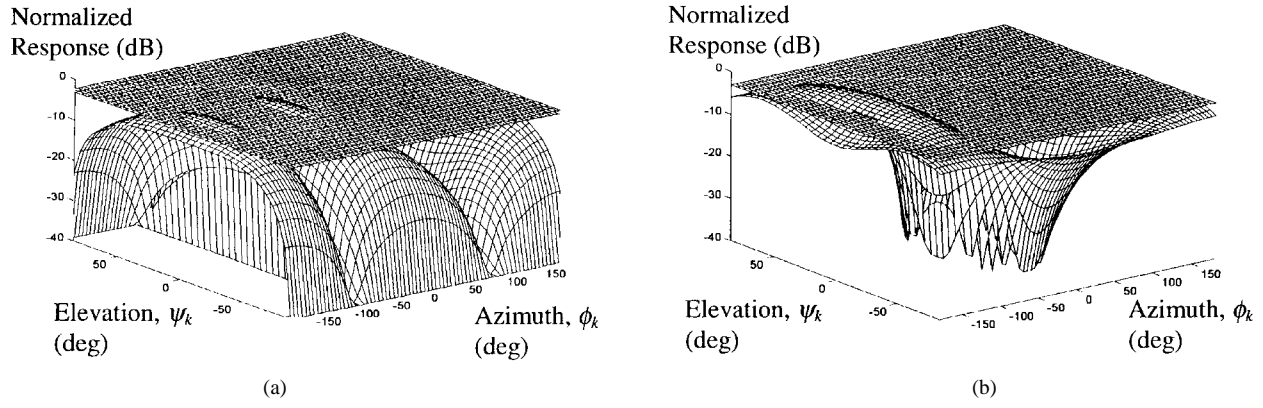 Normalized
Response (dB)
0
-10
-20
-30
-40
50
0
-50
Elevation, ψk
(deg)
-150
-100
-50
0
50
100
150
Azimuth, ϕk
(deg)
(a)
Normalized
Response (dB)
0
-10
-20
-30
-40
50
0
-50
Elevation, ψk
(deg)
-150
-100
-50
0
50
100
150
Azimuth, ϕk
(deg)
(b)